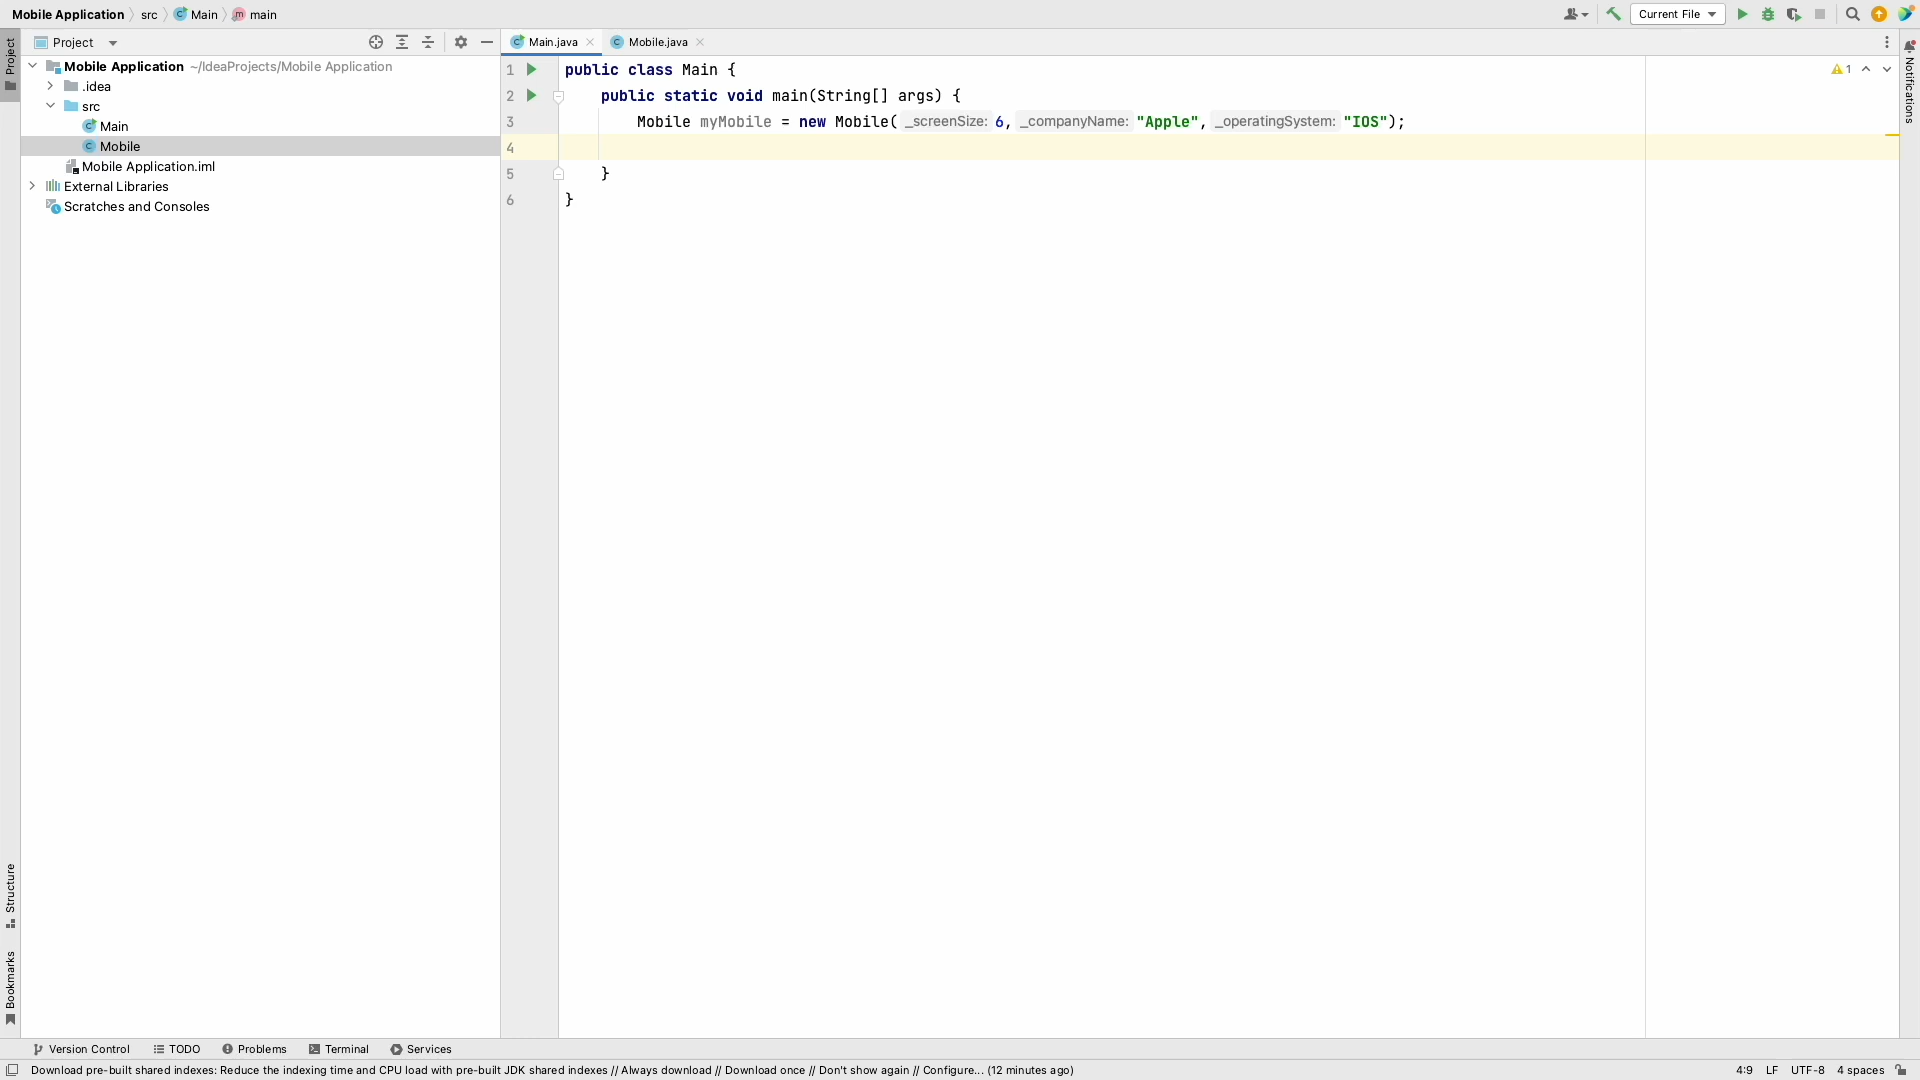 Mobile Application src Main main
Current File
Project
Main.java Mobile.java
Project
Notifications
Mobile Application ~/IdeaProjects/Mobile Application
.idea
src
Main
Mobile
Mobile Application.iml
External Libraries
Scratches and Consoles
1 public class Main {
2 public static void main(String[] args) {
3 Mobile myMobile = new Mobile( _screenSize: 6, _companyName: "Apple", _operatingSystem: "IOS");
4
5 }
6 }
1
Structure
Bookmarks
Version Control TODO Problems Terminal Services
Download pre-built shared indexes: Reduce the indexing time and CPU load with pre-built JDK shared indexes // Always download // Download once // Don't show again // Configure... (12 minutes ago)
4:9 LF UTF-8 4 spaces